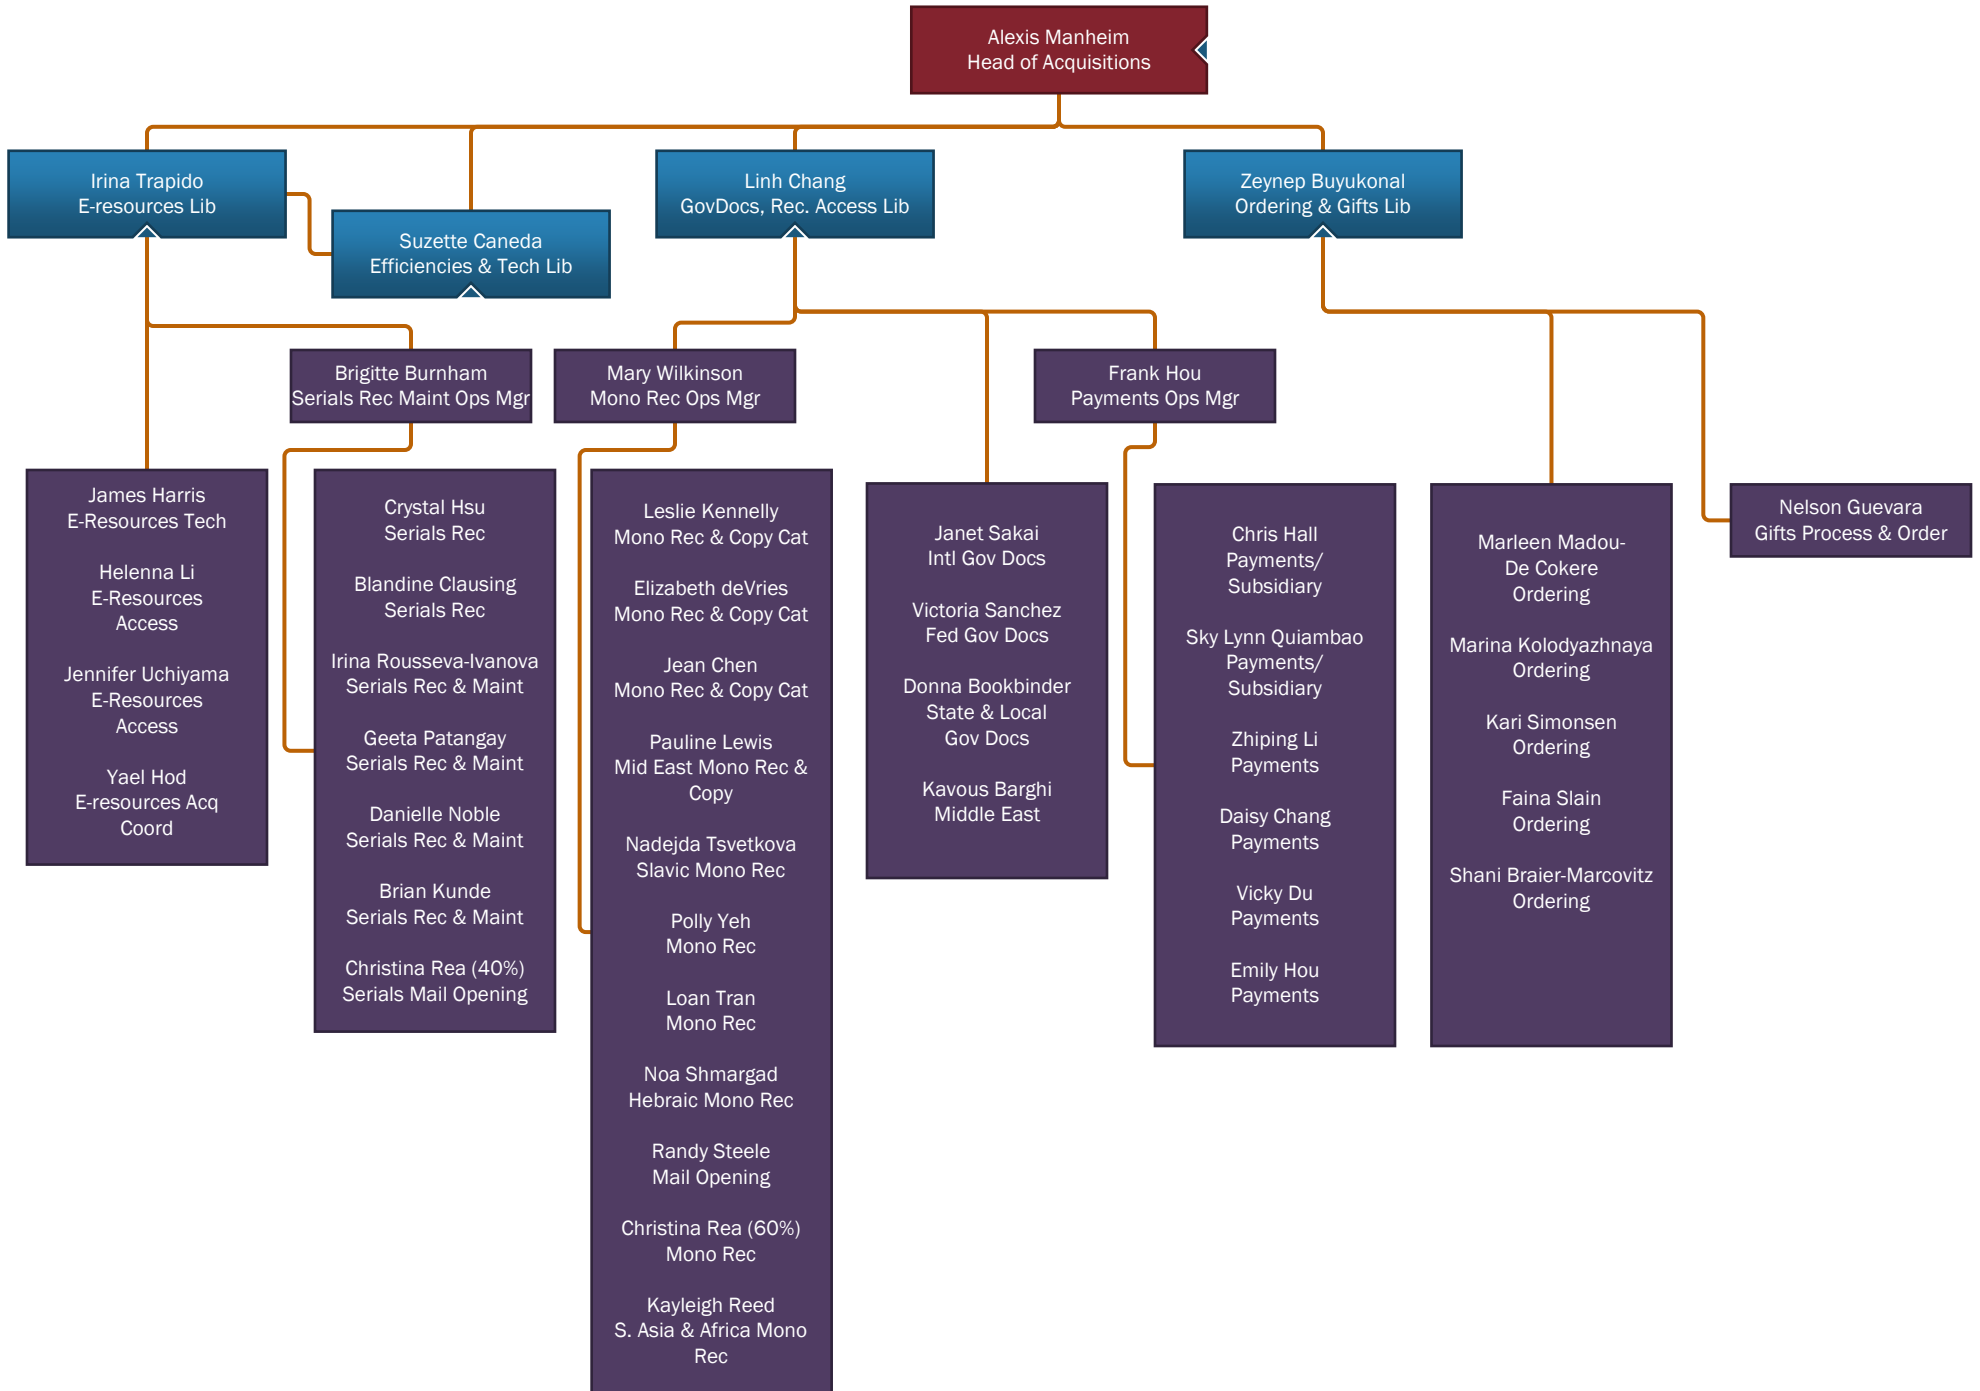 Alexis Manheim
Head of Acquisitions
Irina Trapido
E-resources Lib
Suzette Caneda
Efficiencies & Tech Lib
Linh Chang
GovDocs, Rec. Access Lib
Zeynep Buyukonal
Ordering & Gifts Lib
Brigitte Burnham
Serials Rec Maint Ops Mgr
Mary Wilkinson
Mono Rec Ops Mgr
Frank Hou
Payments Ops Mgr
James Harris
E-Resources Tech
Helenna Li
E-Resources
Access
Jennifer Uchiyama
E-Resources
Access
Yael Hod
E-resources Acq
Coord
Crystal Hsu
Serials Rec
Blandine Clausing
Serials Rec
Irina Rousseva-Ivanova
Serials Rec & Maint
Geeta Patangay
Serials Rec & Maint
Danielle Noble
Serials Rec & Maint
Brian Kunde
Serials Rec & Maint
Christina Rea (40%)
Serials Mail Opening
Leslie Kennelly
Mono Rec & Copy Cat
Elizabeth deVries
Mono Rec & Copy Cat
Jean Chen
Mono Rec & Copy Cat
Pauline Lewis
Mid East Mono Rec &
Copy
Nadejda Tsvetkova
Slavic Mono Rec
Polly Yeh
Mono Rec
Loan Tran
Mono Rec
Noa Shmargad
Hebraic Mono Rec
Randy Steele
Mail Opening
Christina Rea (60%)
Mono Rec
Kayleigh Reed
S. Asia & Africa Mono
Rec
Janet Sakai
Intl Gov Docs
Victoria Sanchez
Fed Gov Docs
Donna Bookbinder
State & Local
Gov Docs
Kavous Barghi
Middle East
Chris Hall
Payments/
Subsidiary
Sky Lynn Quiambao
Payments/
Subsidiary
Zhiping Li
Payments
Daisy Chang
Payments
Vicky Du
Payments
Emily Hou
Payments
Marleen Madou-
De Cokere
Ordering
Marina Kolodyazhnaya
Ordering
Kari Simonsen
Ordering
Faina Slain
Ordering
Shani Braier-Marcovitz
Ordering
Nelson Guevara
Gifts Process & Order